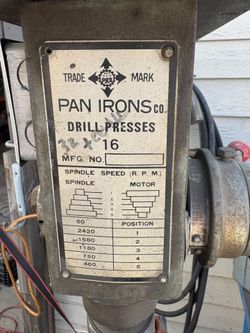 TRADE MARK
PAN IRONS CO.
DRILL PRESSES
16
MFG. NO.
SPINDLE SPEED (R. P. M.)
SPINDLE MOTOR
60 POSITION
2420 1
1680 2
1180 3
750 4
460 5